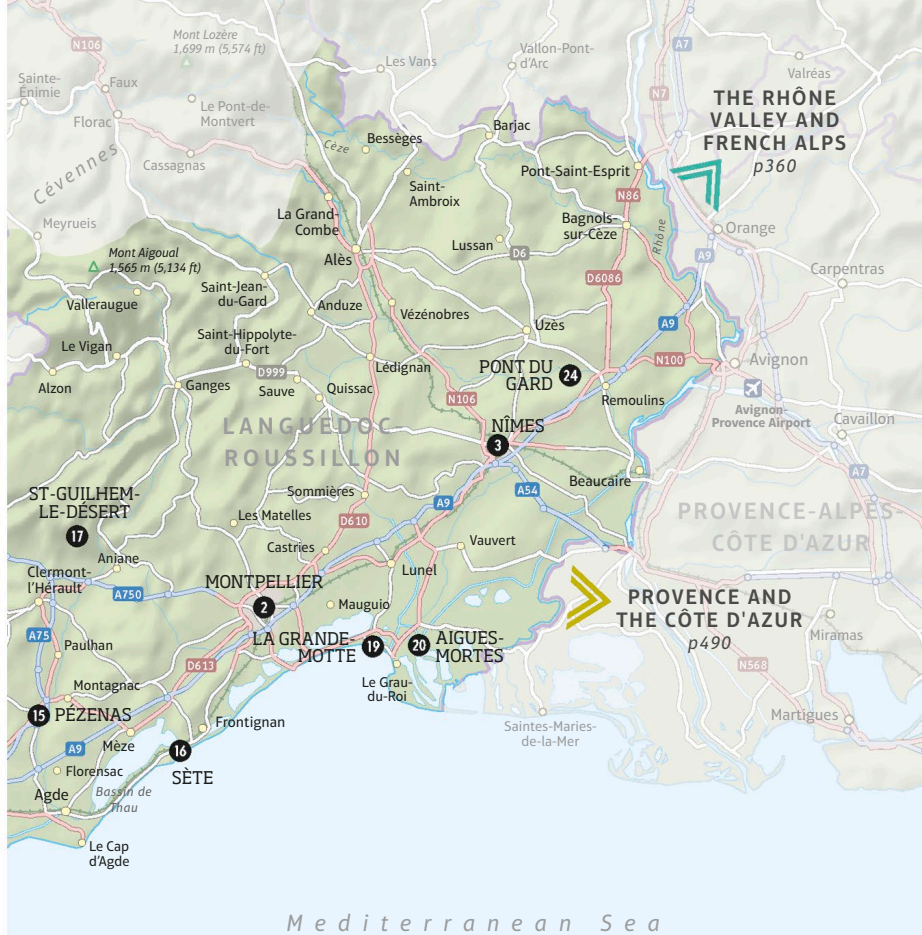 Mont Lozère
1,699 m (5,574 ft)
N106
A7
Les Vans
Vallon-Pont-
d'Arc
Valréas
Sainte-
Énimie
Faux
N7
THE RHÔNE
VALLEY AND
FRENCH ALPS
p360
Le Pont-de-
Montvert
Florac
Bessèges
Barjac
Cèze
Cassagnas
Cévennes
Pont-Saint-Esprit
Saint-
Ambroix
N86
La Grand-
Combe
Bagnols-
sur-Cèze
Rhône
Orange
Meyrueis
Lussan
D6
Mont Aigoual
1,565 m (5,134 ft)
Alès
A9
D6086
Carpentras
Saint-Jean-
du-Gard
Valleraugue
Anduze
Vézénobres
Uzès
A9
Saint-Hippolyte-
du-Fort
Le Vigan
Lédignan
PONT DU
GARD
24
N100
Avignon
D999
Alzon
Ganges
Sauve
Quissac
N106
Remoulins
Avignon-
Provence Airport
Cavaillon
LANGUEDOC-
ROUSSILLON
NÎMES
3
A7
Beaucaire
ST-GUILHEM-
LE-DÉSERT
17
Sommières
A54
A9
Les Matelles
D610
PROVENCE-ALPES-
CÔTE D'AZUR
Castries
Vauvert
Aniane
Clermont-
l'Hérault
Lunel
MONTPELLIER
2
A750
Mauguio
PROVENCE AND
THE CÔTE D'AZUR
p490
A75
Paulhan
LA GRANDE-
MOTTE
19
20
AIGUES-
MORTES
Miramas
D613
N568
Montagnac
Le Grau-
du-Roi
15
PÉZENAS
Frontignan
Saintes-Maries-
de-la-Mer
Martigues
A9
Mèze
16
SÈTE
Florensac
Agde
Bassin de
Thau
Le Cap
d'Agde
Mediterranean Sea